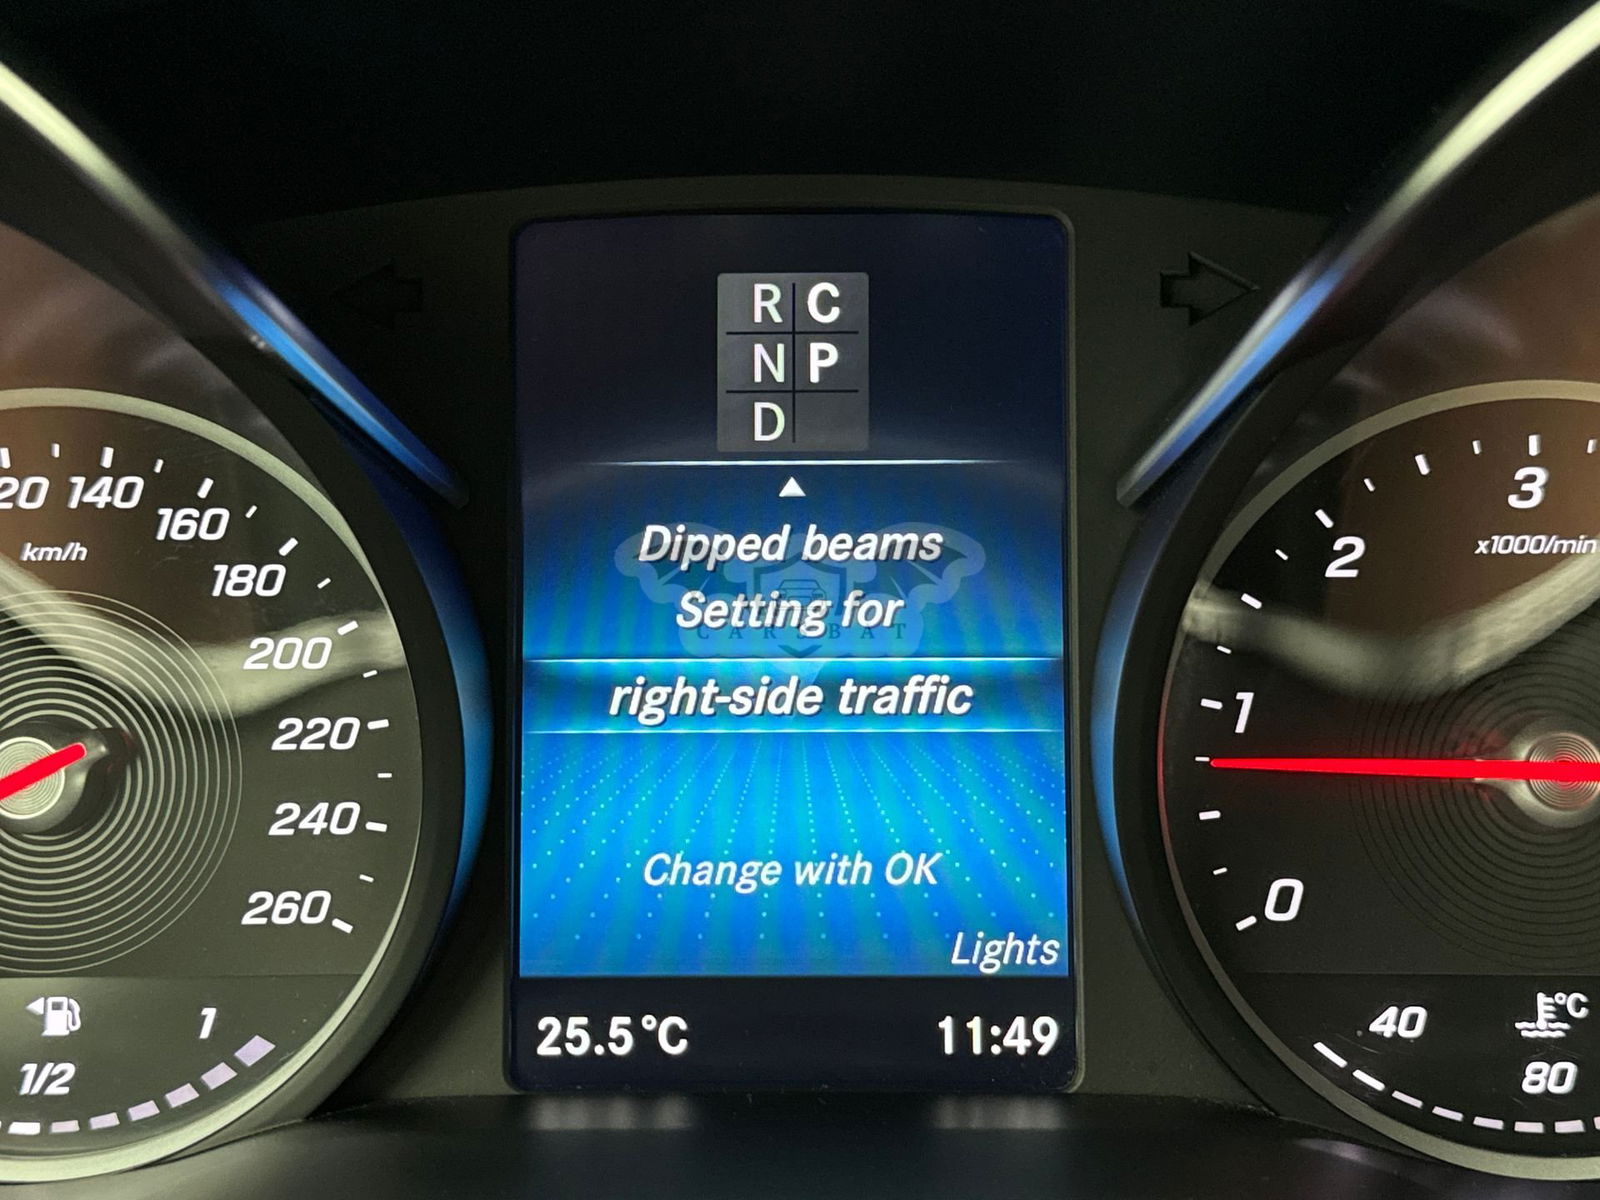 R C
N P
D
Dipped beams
Setting for
CARSBAT
right-side traffic
Change with OK
Lights
25.5°C
11:49
20
140
160
km/h
180
200
220
240
260
1
1/2
3
x1000/min
2
1
0
°C
40
80